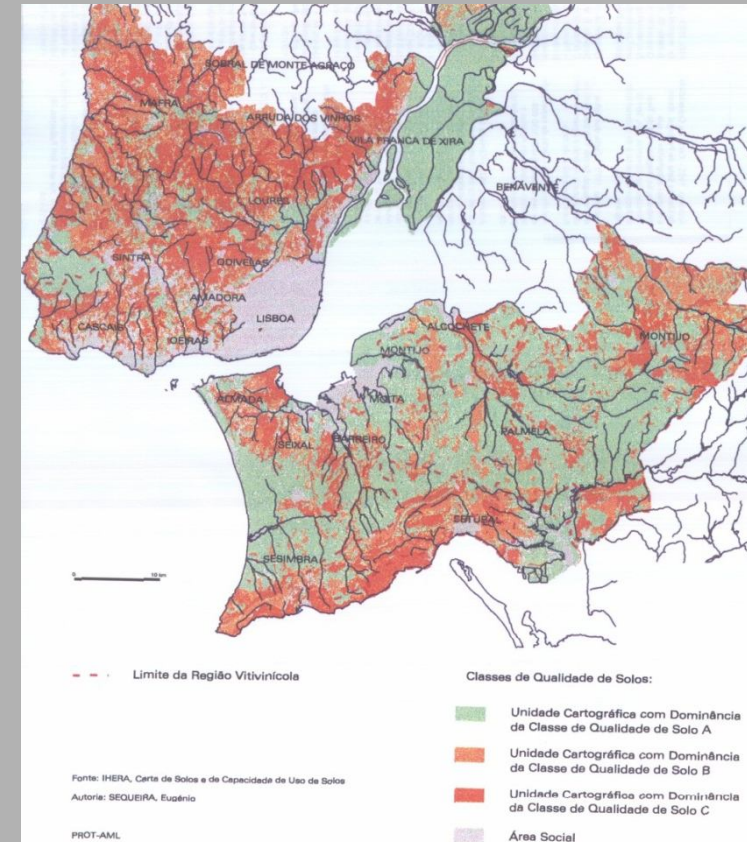 SOBRAL DE MONTE AGRAÇO
MAFRA
ARRUDA DOS VINHOS
VILA FRANCA DE XIRA
BENAVENTE
LOURES
SINTRA
ODIVELAS
AMADORA
LISBOA
CASCAIS
OEIRAS
ALCOCHETE
MONTIJO
MONTIJO
ALMADA
MOITA
SEIXAL
BARREIRO
PALMELA
SETUBAL
SESIMBRA
0 10 km
Limite da Região Vitivinícola
Fonte: IHERA, Carta de Solos e de Capacidade de Uso de Solos
Autoria: SEQUEIRA, Eugénio
PROT-AML
Classes de Qualidade de Solos:
Unidade Cartográfica com Dominância
da Classe de Qualidade de Solo A
Unidade Cartográfica com Dominância
da Classe de Qualidade de Solo B
Unidade Cartográfica com Dominância
da Classe de Qualidade de Solo C
Área Social